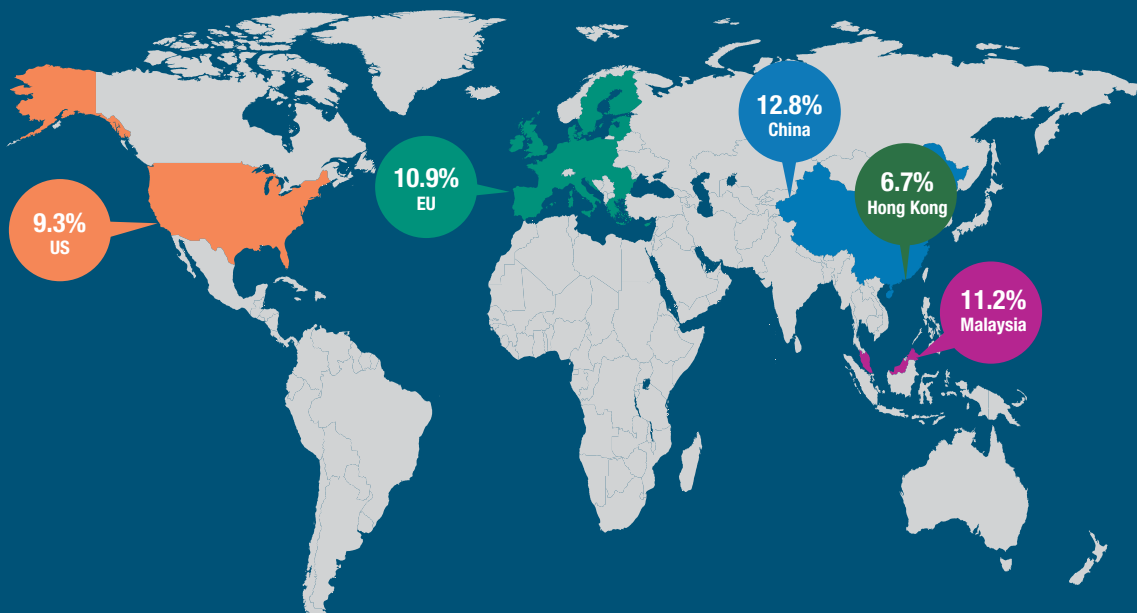 12.8%
China
6.7%
Hong Kong
10.9%
EU
9.3%
US
11.2%
Malaysia